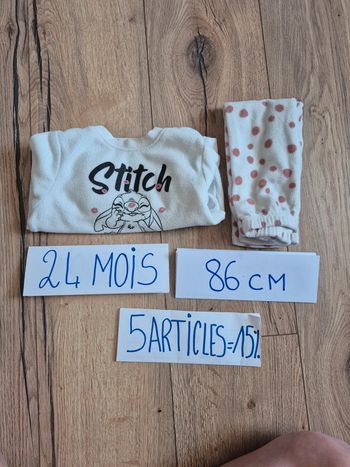 Stitch
24 MOIS
86 CM
5 ARTICLES = 15%